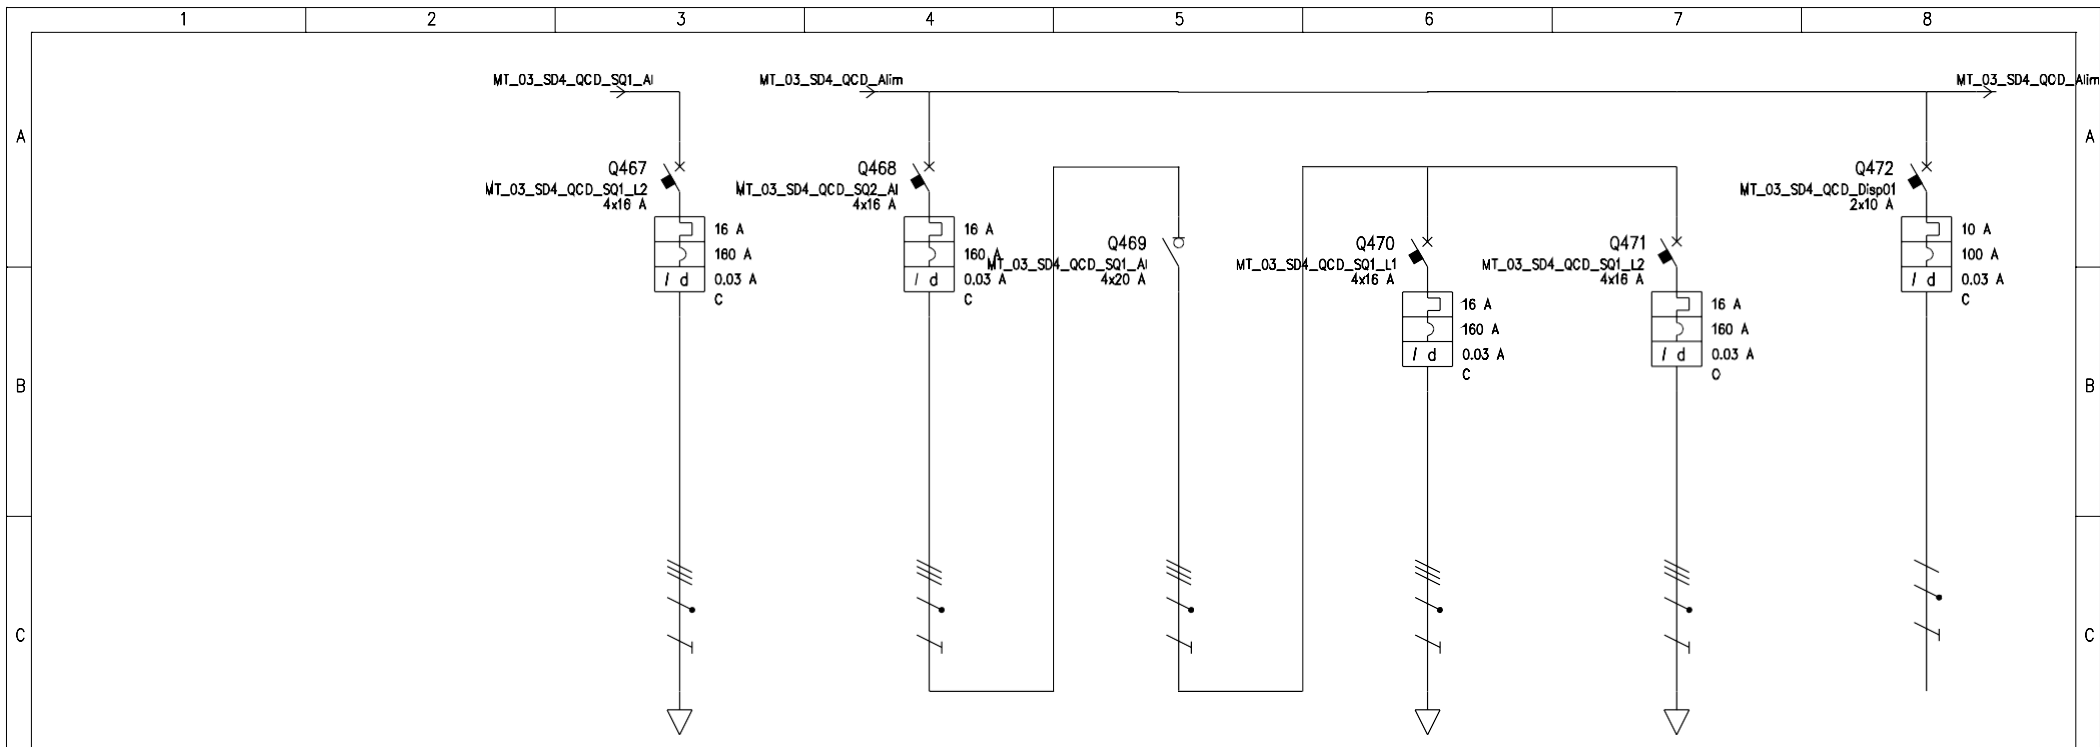 1 2 3 4 5 6 7 8
MT_03_SD4_QCD_SQ1_Al
MT_03_SD4_QCD_Alim
MT_03_SD4_QCD_Alim
A
A
Q467
MT_03_SD4_QCD_SQ1_L2
4x16 A
16 A
160 A
I d
0.03 A
C
Q468
MT_03_SD4_QCD_SQ2_Al
4x16 A
16 A
160 A
I d
0.03 A
C
Q469
MT_03_SD4_QCD_SQ1_Al
4x20 A
Q470
MT_03_SD4_QCD_SQ1_L1
4x16 A
16 A
160 A
I d
0.03 A
C
Q471
MT_03_SD4_QCD_SQ1_L2
4x16 A
16 A
160 A
I d
0.03 A
C
Q472
MT_03_SD4_QCD_Disp01
2x10 A
10 A
100 A
I d
0.03 A
C
B
B
C
C